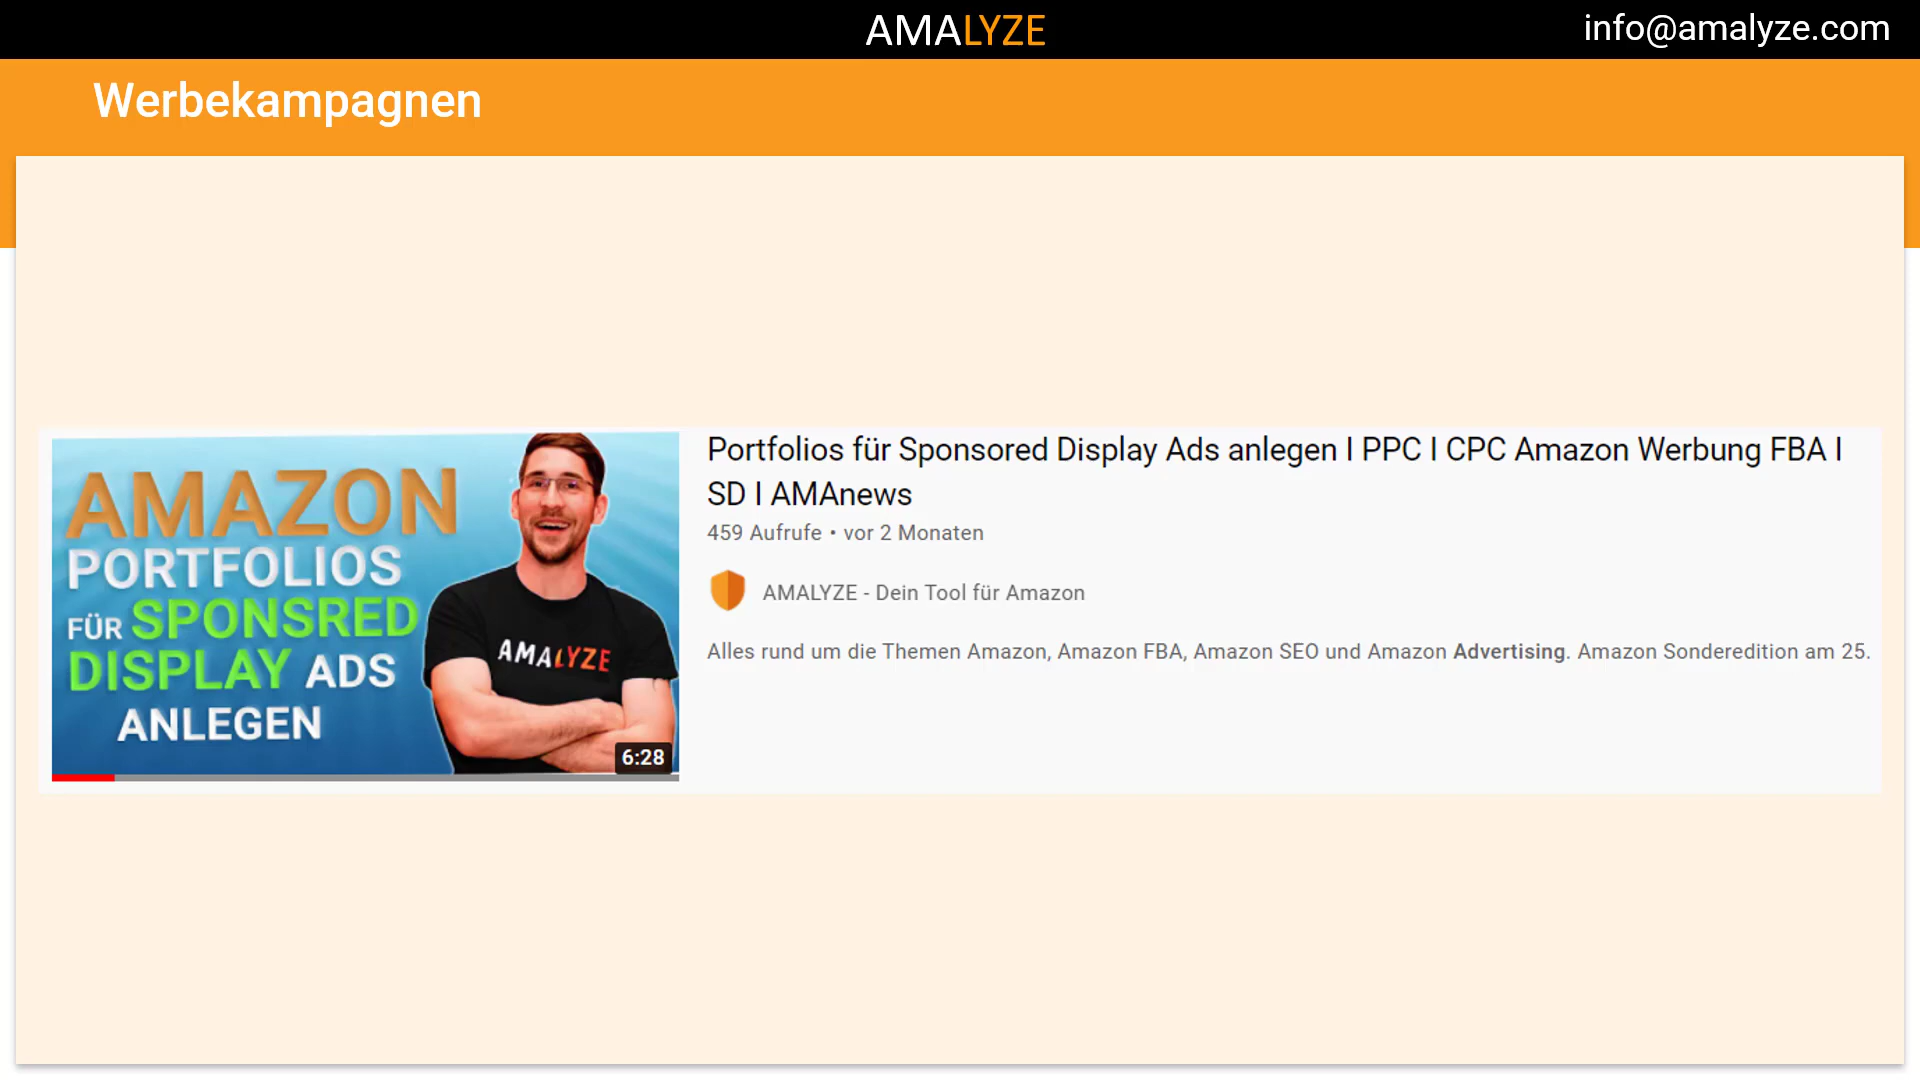 AMALYZE
info@amalyze.com
Werbekampagnen
AMAZON
PORTFOLIOS
FÜR SPONSRED
DISPLAY ADS
ANLEGEN
AMALYZE
6:28
Portfolios für Sponsored Display Ads anlegen I PPC I CPC Amazon Werbung FBA I
SD I AMAnews
459 Aufrufe • vor 2 Monaten
AMALYZE - Dein Tool für Amazon
Alles rund um die Themen Amazon, Amazon FBA, Amazon SEO und Amazon Advertising. Amazon Sonderedition am 25.